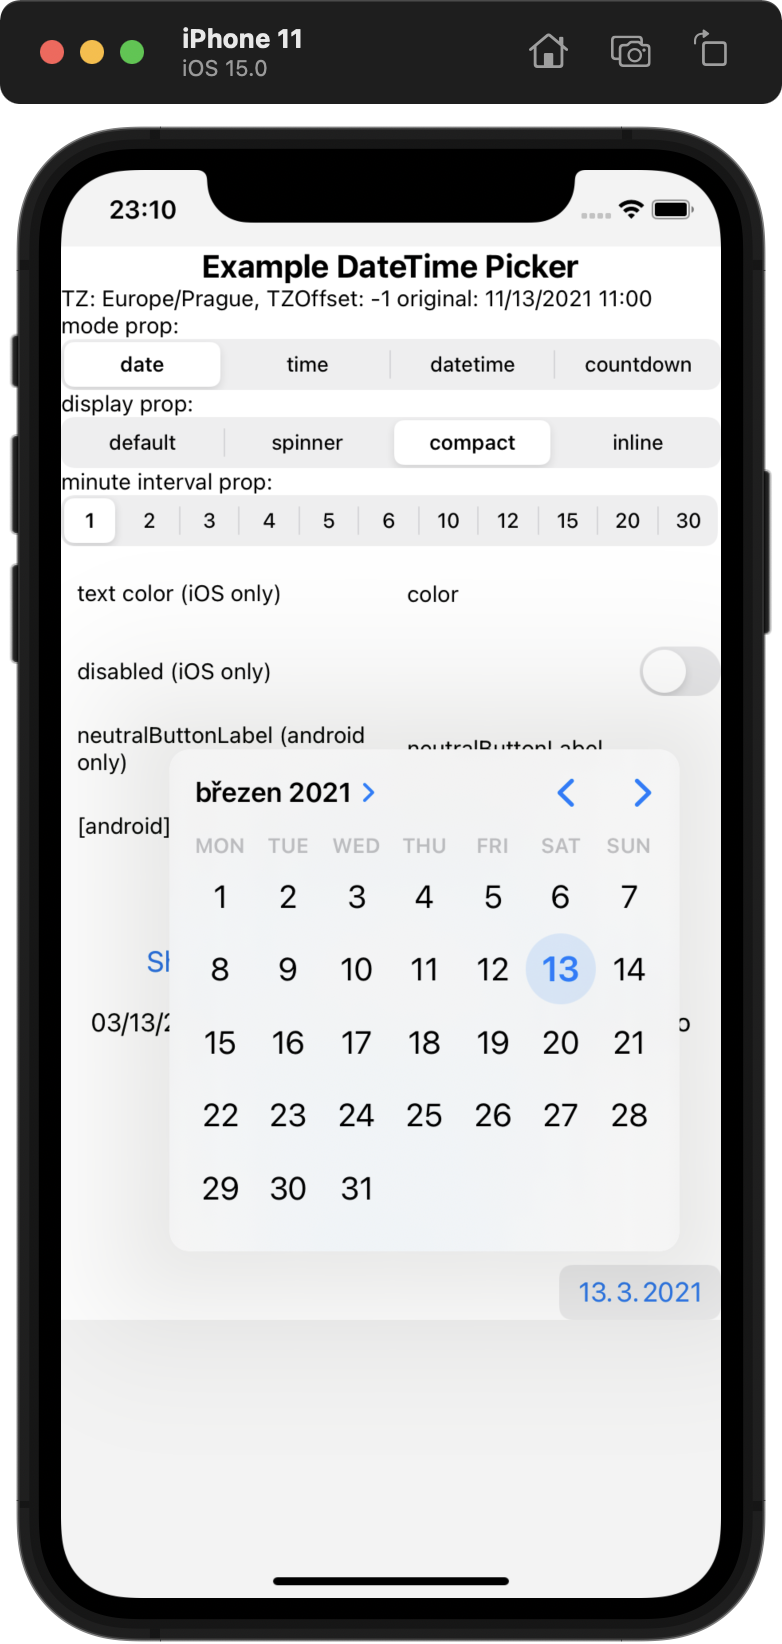 iPhone 11
iOS 15.0
23:10
Example DateTime Picker
TZ: Europe/Prague, TZOffset: -1 original: 11/13/2021 11:00
mode prop:
date time datetime countdown
display prop:
default spinner compact inline
minute interval prop:
1 2 3 4 5 6 10 12 15 20 30
text color (iOS only) color
disabled (iOS only)
neutralButtonLabel (android only) neutralButtonLabel
[android]
březen 2021
MON TUE WED THU FRI SAT SUN
1 2 3 4 5 6 7
8 9 10 11 12 13 14
15 16 17 18 19 20 21
22 23 24 25 26 27 28
29 30 31
03/13/2
13. 3. 2021